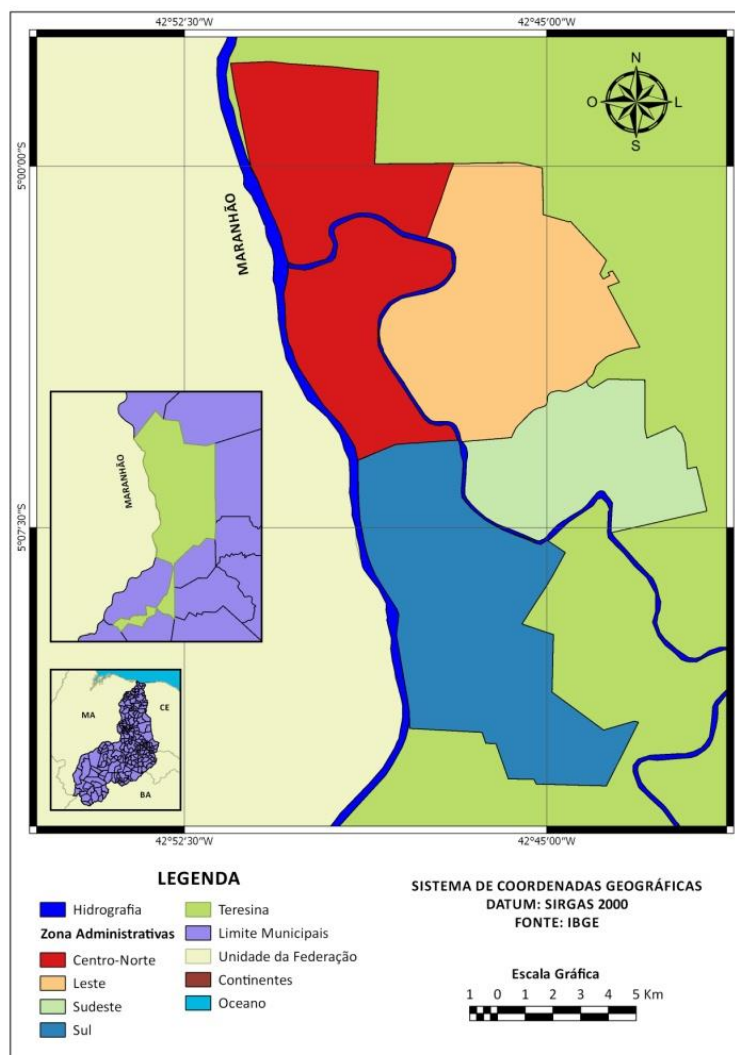 42°52'30"W
42°45'00"W
N
O
L
S
5°00'00"S
MARANHÃO
MARANHÃO
5°07'30"S
MA
CE
BA
42°52'30"W
42°45'00"W
LEGENDA
Hidrografia
Zona Administrativas
Centro-Norte
Leste
Sudeste
Sul
Teresina
Limite Municipais
Unidade da Federação
Continentes
Oceano
SISTEMA DE COORDENADAS GEOGRÁFICAS
DATUM: SIRGAS 2000
FONTE: IBGE
Escala Gráfica
1 0 1 2 3 4 5 Km